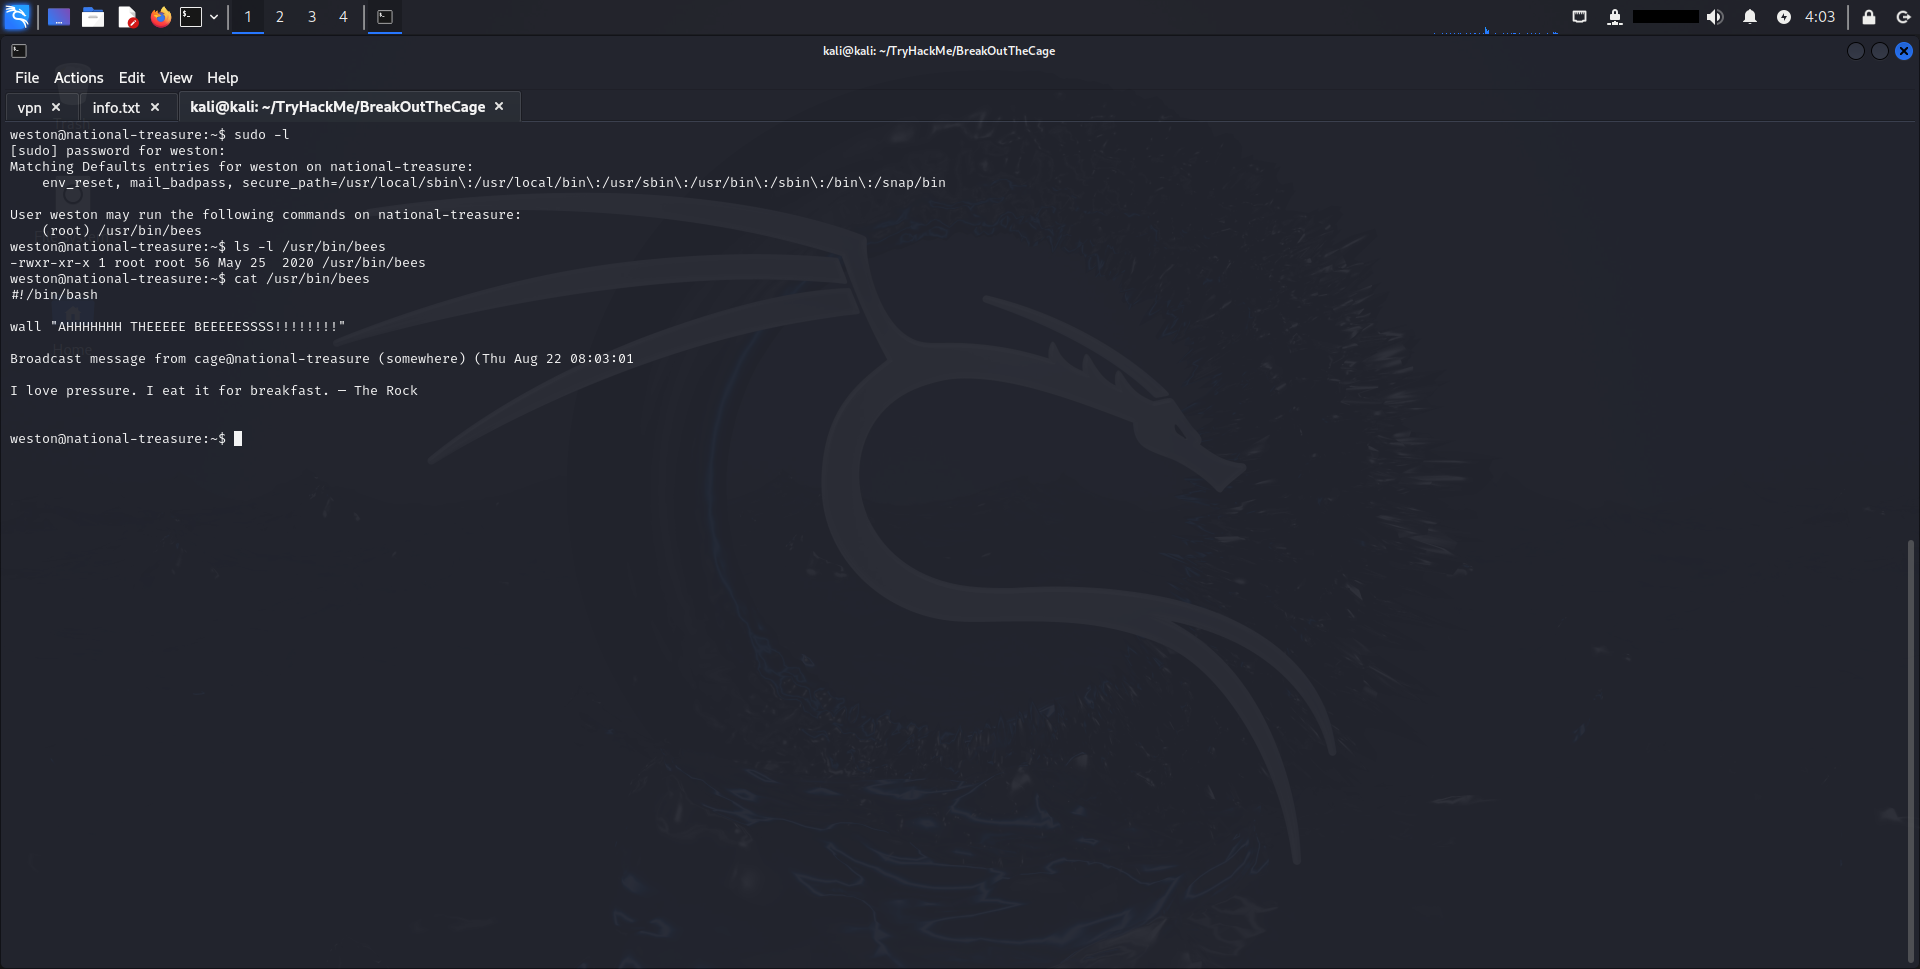 1 2 3 4
4:03
kali@kali: ~/TryHackMe/BreakOutTheCage
File Actions Edit View Help
vpn
info.txt
kali@kali: ~/TryHackMe/BreakOutTheCage
weston@national-treasure:~$ sudo -l
[sudo] password for weston:
Matching Defaults entries for weston on national-treasure:
    env_reset, mail_badpass, secure_path=/usr/local/sbin\:/usr/local/bin\:/usr/sbin\:/usr/bin\:/sbin\:/bin\:/snap/bin
User weston may run the following commands on national-treasure:
    (root) /usr/bin/bees
weston@national-treasure:~$ ls -l /usr/bin/bees
-rwxr-xr-x 1 root root 56 May 25  2020 /usr/bin/bees
weston@national-treasure:~$ cat /usr/bin/bees
#!/bin/bash
wall "AHHHHHHH THEEEEE BEEEEESSSS!!!!!!!!"
Broadcast message from cage@national-treasure (somewhere) (Thu Aug 22 08:03:01
I love pressure. I eat it for breakfast. — The Rock
weston@national-treasure:~$